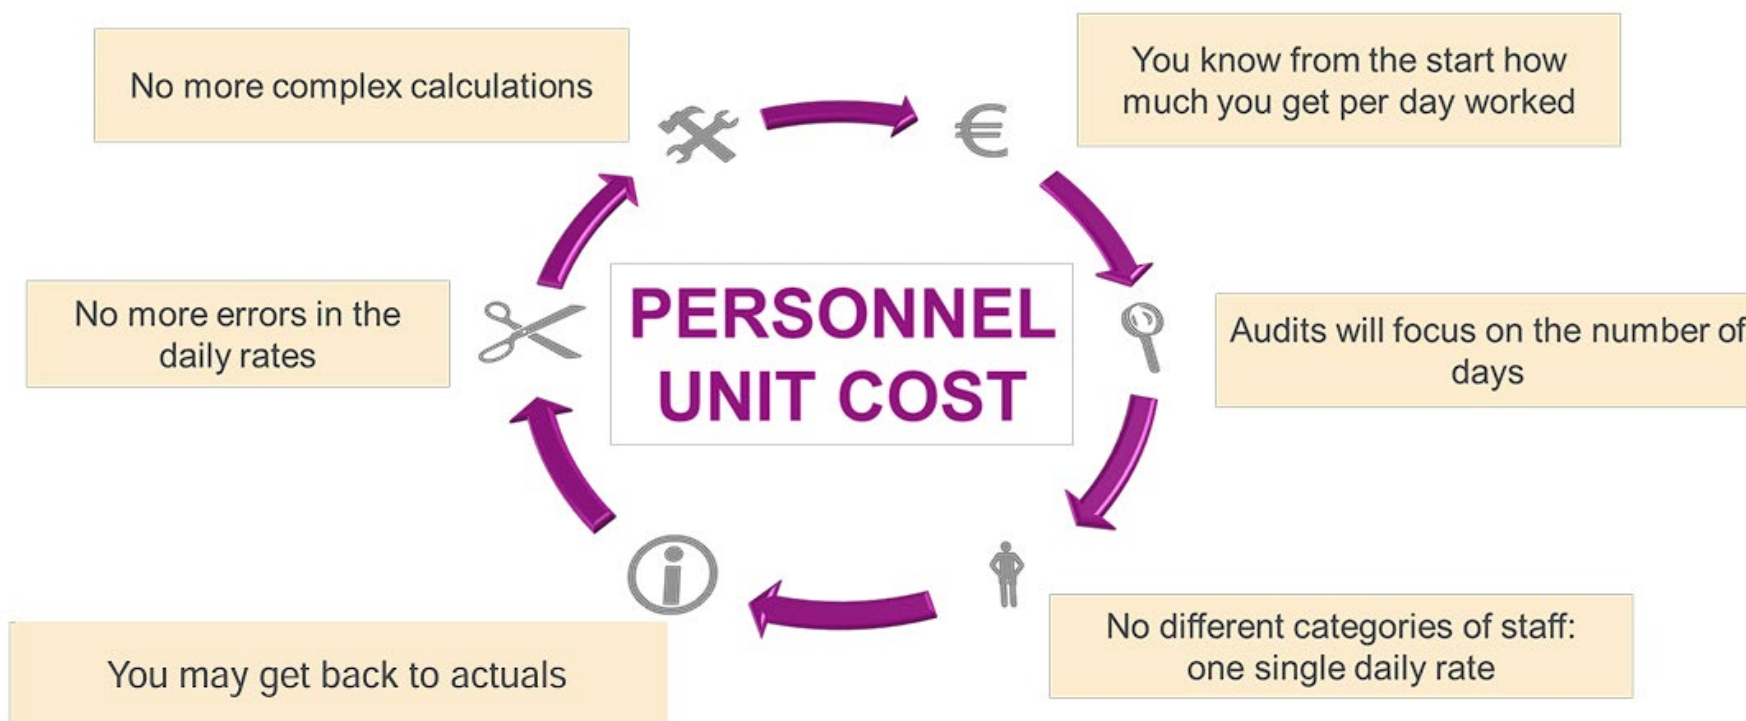 No more complex calculations
You know from the start how
much you get per day worked
PERSONNEL
UNIT COST
No more errors in the
daily rates
Audits will focus on the number of
days
You may get back to actuals
No different categories of staff:
one single daily rate